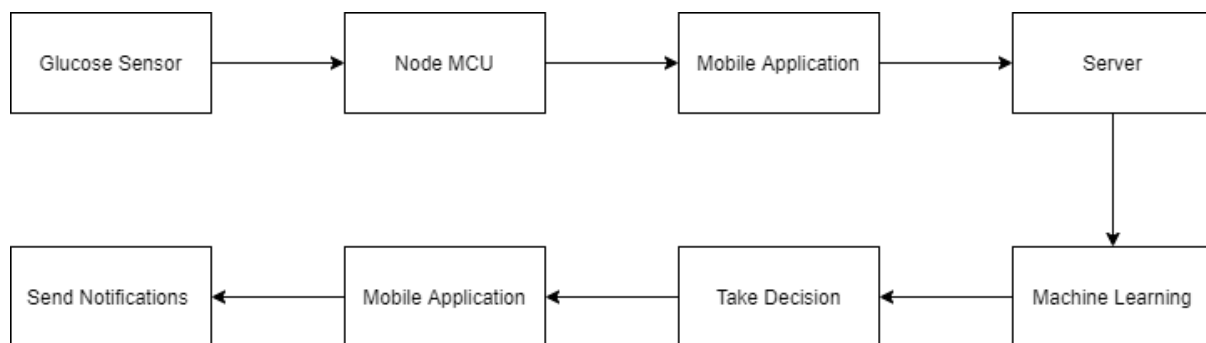 Glucose Sensor
Node MCU
Mobile Application
Server
Send Notifications
Mobile Application
Take Decision
Machine Learning